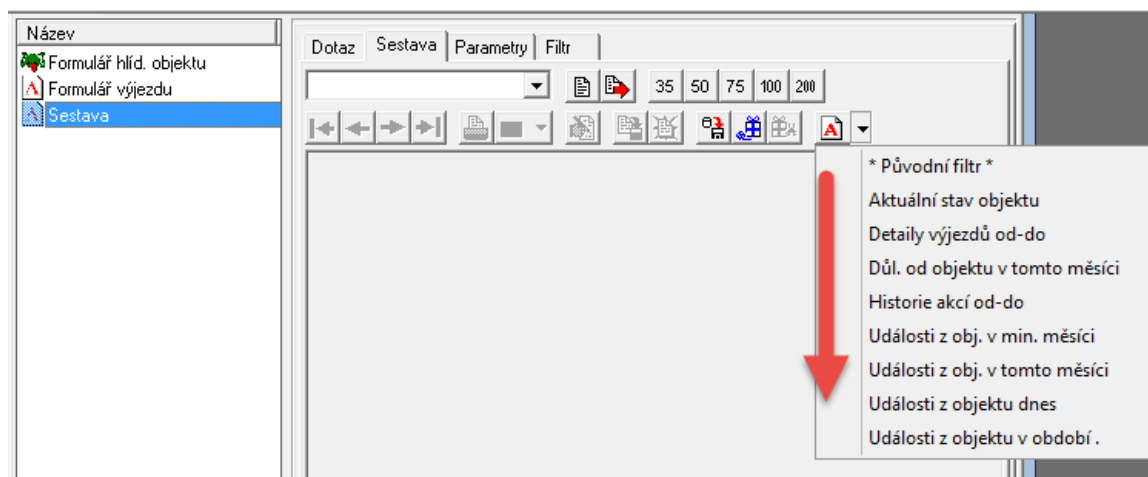 Název
Formulář hlíd. objektu
Formulář výjezdu
Sestava
Dotaz Sestava Parametry Filtr
35 50 75 100 200
* Původní filtr *
Aktuální stav objektu
Detaily výjezdů od-do
Důl. od objektu v tomto měsíci
Historie akcí od-do
Události z obj. v min. měsíci
Události z obj. v tomto měsíci
Události z objektu dnes
Události z objektu v období .